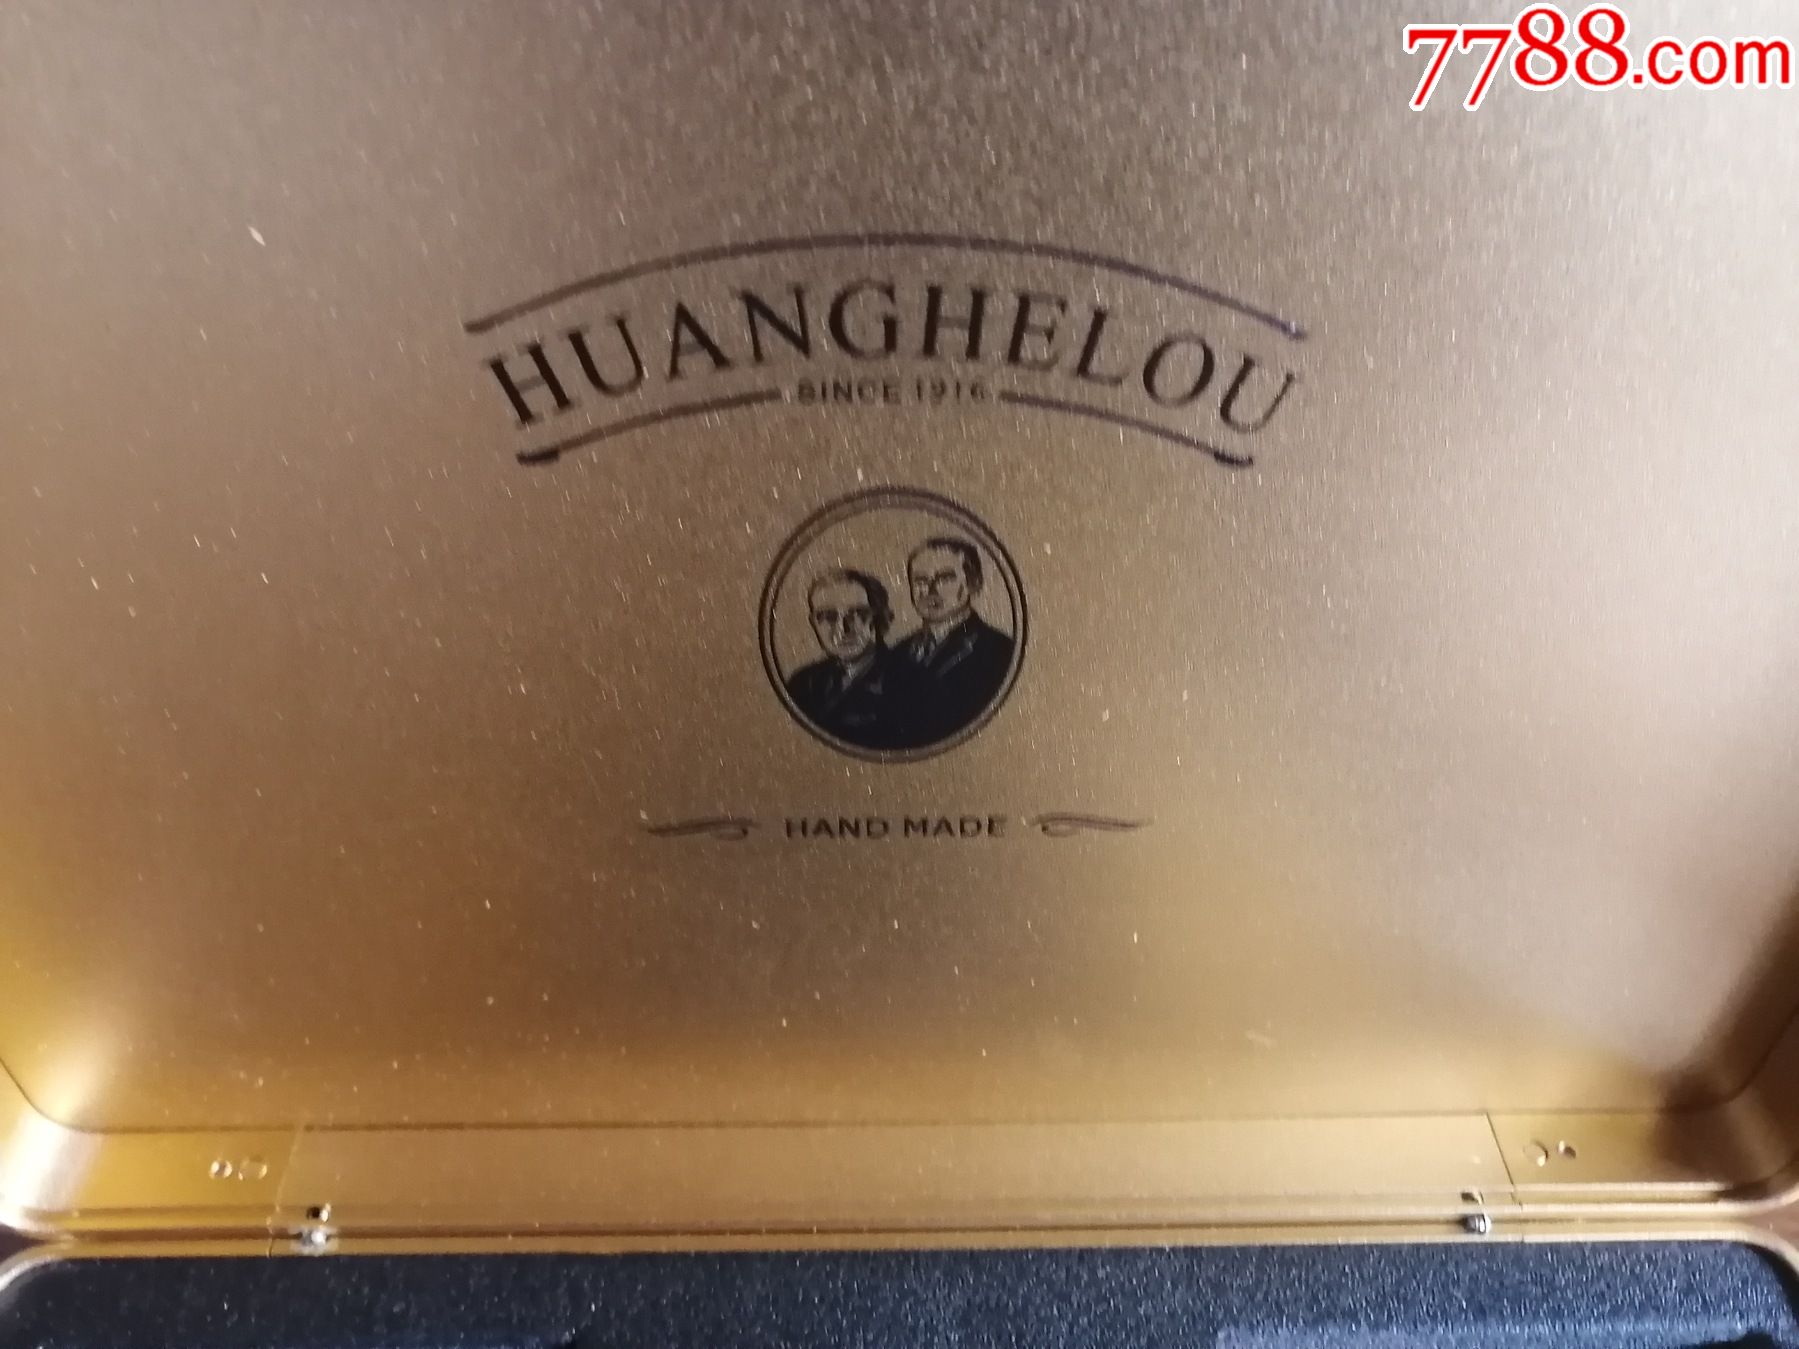 7788.com
HUANGHELOU
SINCE 1916
HAND MADE